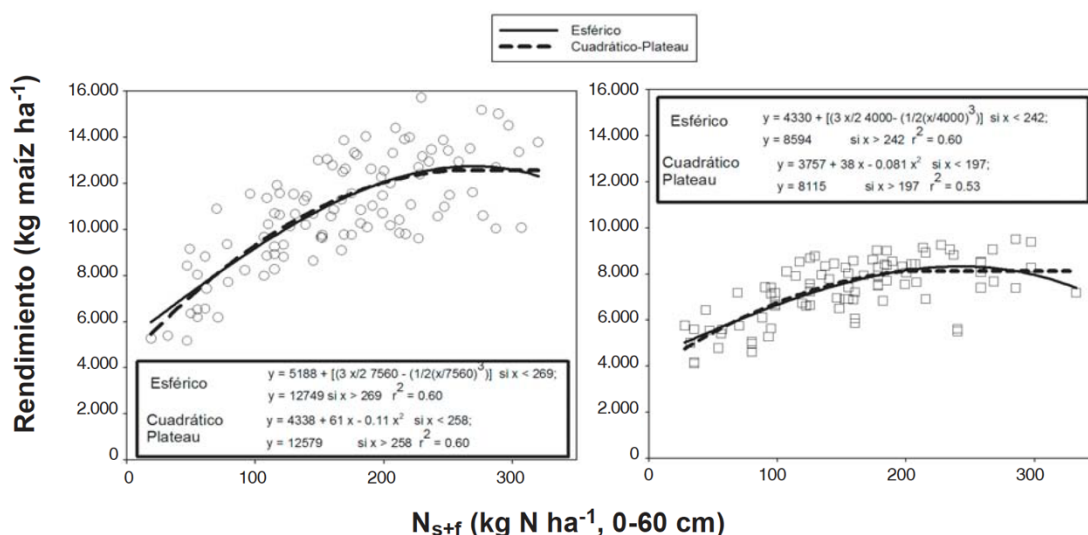 Esférico
Cuadrático-Plateau
Rendimiento (kg maíz ha⁻¹)
16.000
14.000
12.000
10.000
8.000
6.000
4.000
2.000
0
Esférico y = 5188 + [(3 x/2 7560 - (1/2(x/7560)³)] si x < 269;
y = 12749 si x > 269 r² = 0.60
Cuadrático Plateau y = 4338 + 61 x - 0.11 x² si x < 258;
y = 12579 si x > 258 r² = 0.60
0 100 200 300
16.000
14.000
12.000
10.000
8.000
6.000
4.000
2.000
0
Esférico y = 4330 + [(3 x/2 4000- (1/2(x/4000)³)] si x < 242;
y = 8594 si x > 242 r² = 0.60
Cuadrático Plateau y = 3757 + 38 x - 0.081 x² si x < 197;
y = 8115 si x > 197 r² = 0.53
0 100 200 300
Ns+f (kg N ha⁻¹, 0-60 cm)